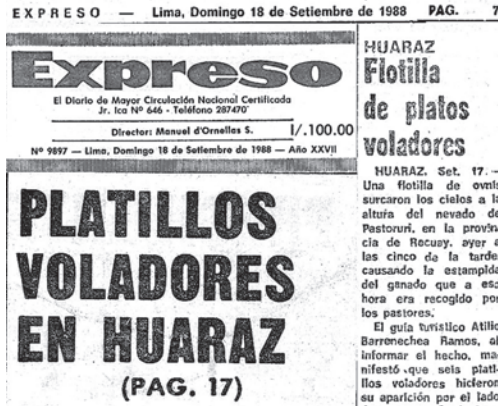 EXPRESO — Lima, Domingo 18 de Setiembre de 1988 PAG. 7
Expreso
El Diario de Mayor Circulación Nacional Certificada
Jr. Ica Nº 646 - Teléfono 287470
Director: Manuel d'Ornellas S.
I/.100.00
Nº 9897 — Lima, Domingo 18 de Setiembre de 1988 — Año XXVII
PLATILLOS
VOLADORES
EN HUARAZ
(PAG. 17)
HUARAZ
Flotilla
de platos
voladores
HUARAZ. Set. 17.-
Una flotilla de ovnis
surcaron los cielos a la
altura del nevado de
Pastoruri, en la provin
cia de Recuay, ayer a
las cinco de la tarde
causando la estampida
del ganado que a esa
hora era recogido por
los pastores.
El guía turístico Atilio
Barrenechea Ramos, al
informar el hecho, ma
nifestó que seis plati-
llos voladores hicieron
su aparición por el lado